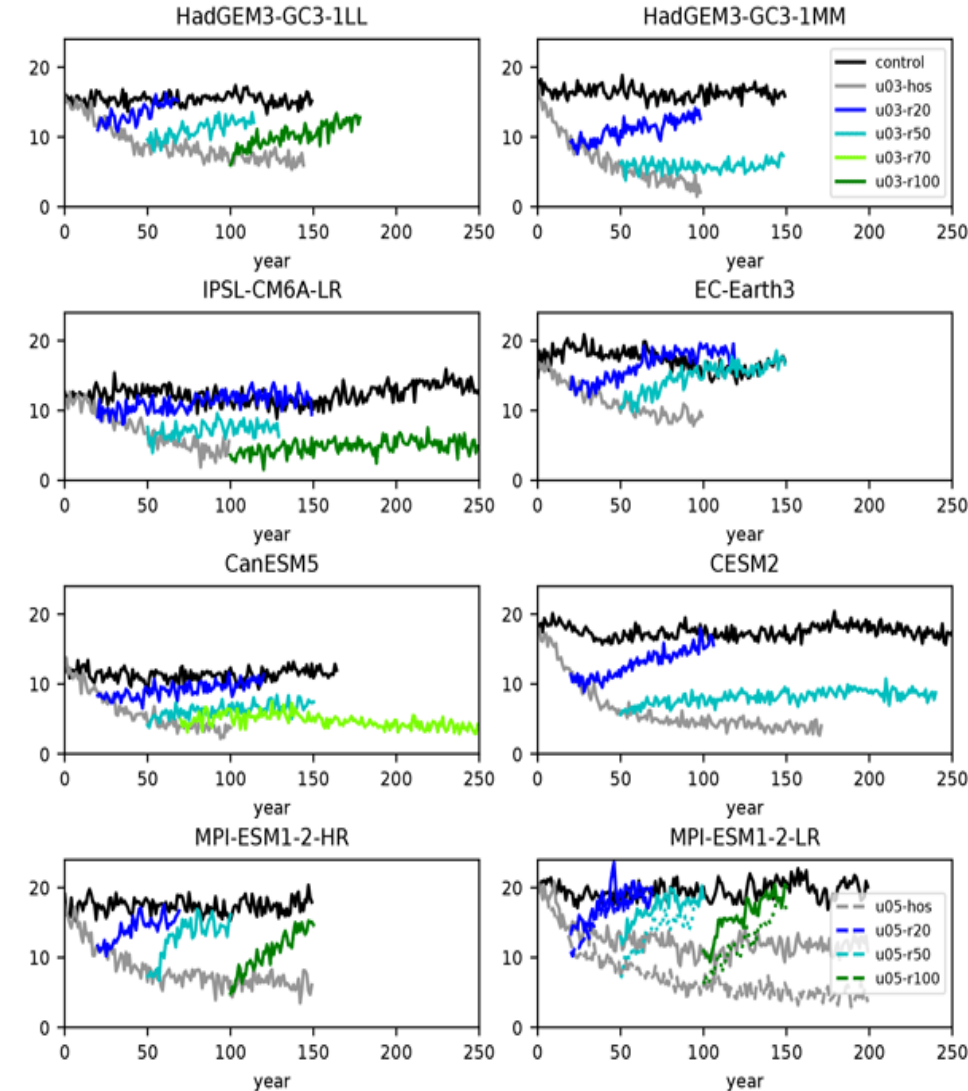 HadGEM3-GC3-1LL
20
10
0
0 50 100 150 200 250
year
HadGEM3-GC3-1MM
20
10
0
0 50 100 150 200 250
year
control
u03-hos
u03-r20
u03-r50
u03-r70
u03-r100
IPSL-CM6A-LR
20
10
0
0 50 100 150 200 250
year
EC-Earth3
20
10
0
0 50 100 150 200 250
year
CanESM5
20
10
0
0 50 100 150 200 250
year
CESM2
20
10
0
0 50 100 150 200 250
year
MPI-ESM1-2-HR
20
10
0
0 50 100 150 200 250
year
MPI-ESM1-2-LR
20
10
0
0 50 100 150 200 250
year
u05-hos
u05-r20
u05-r50
u05-r100